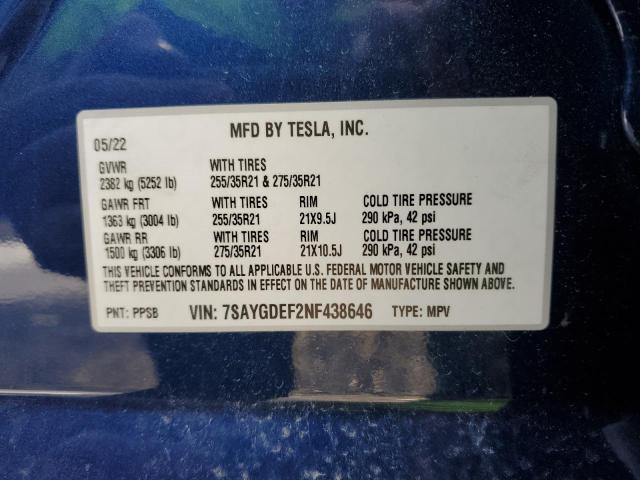 05/22 MFD BY TESLA, INC.
GVWR WITH TIRES
2382 kg (5252 lb) 255/35R21 & 275/35R21
GAWR FRT WITH TIRES RIM COLD TIRE PRESSURE
1363 kg (3004 lb) 255/35R21 21X9.5J 290 kPa, 42 psi
GAWR RR WITH TIRES RIM COLD TIRE PRESSURE
1500 kg (3306 lb) 275/35R21 21X10.5J 290 kPa, 42 psi
THIS VEHICLE CONFORMS TO ALL APPLICABLE U.S. FEDERAL MOTOR VEHICLE SAFETY AND
THEFT PREVENTION STANDARDS IN EFFECT ON THE DATE OF MANUFACTURE SHOWN ABOVE.
PNT: PPSB VIN: 7SAYGDEF2NF438646 TYPE: MPV